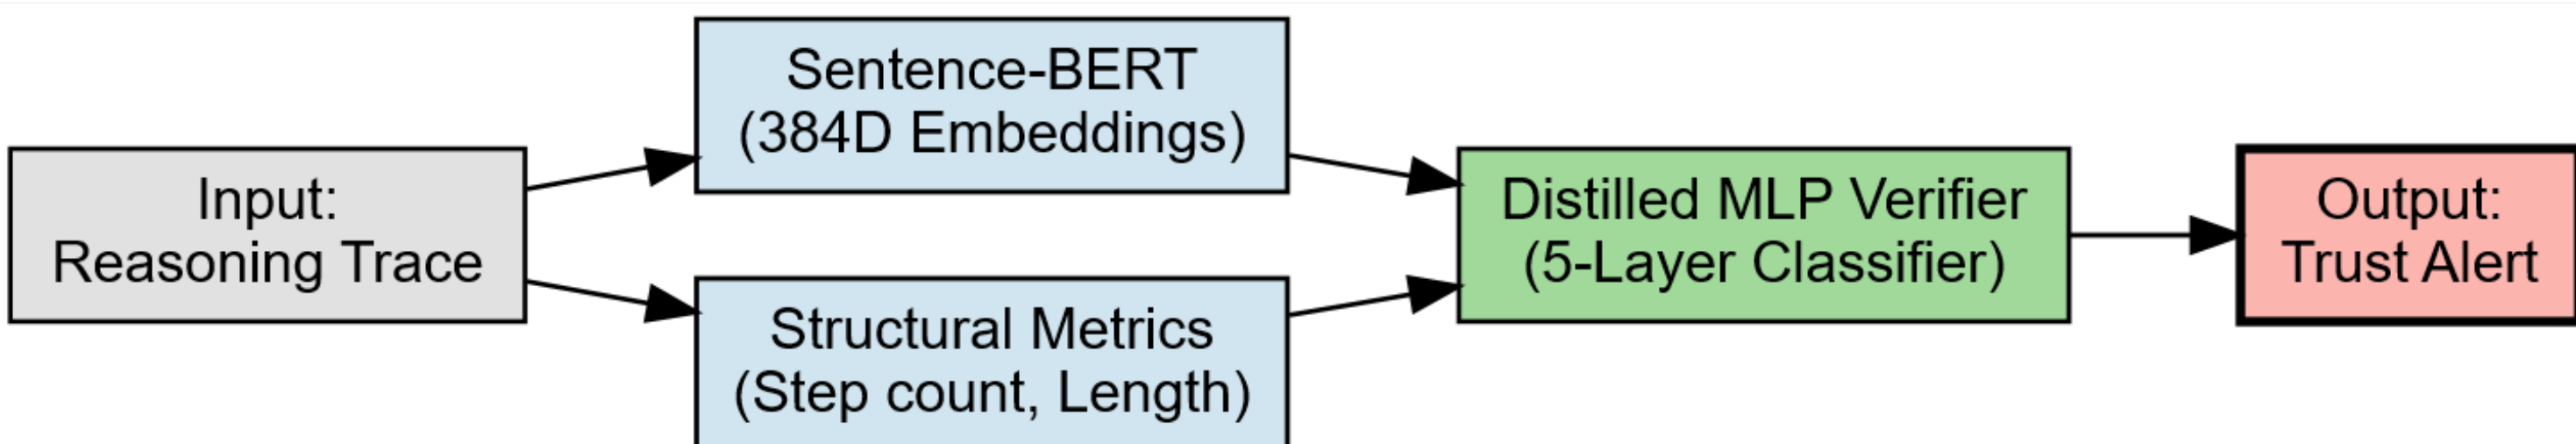 Input:
Reasoning Trace
Sentence-BERT
(384D Embeddings)
Structural Metrics
(Step count, Length)
Distilled MLP Verifier
(5-Layer Classifier)
Output:
Trust Alert